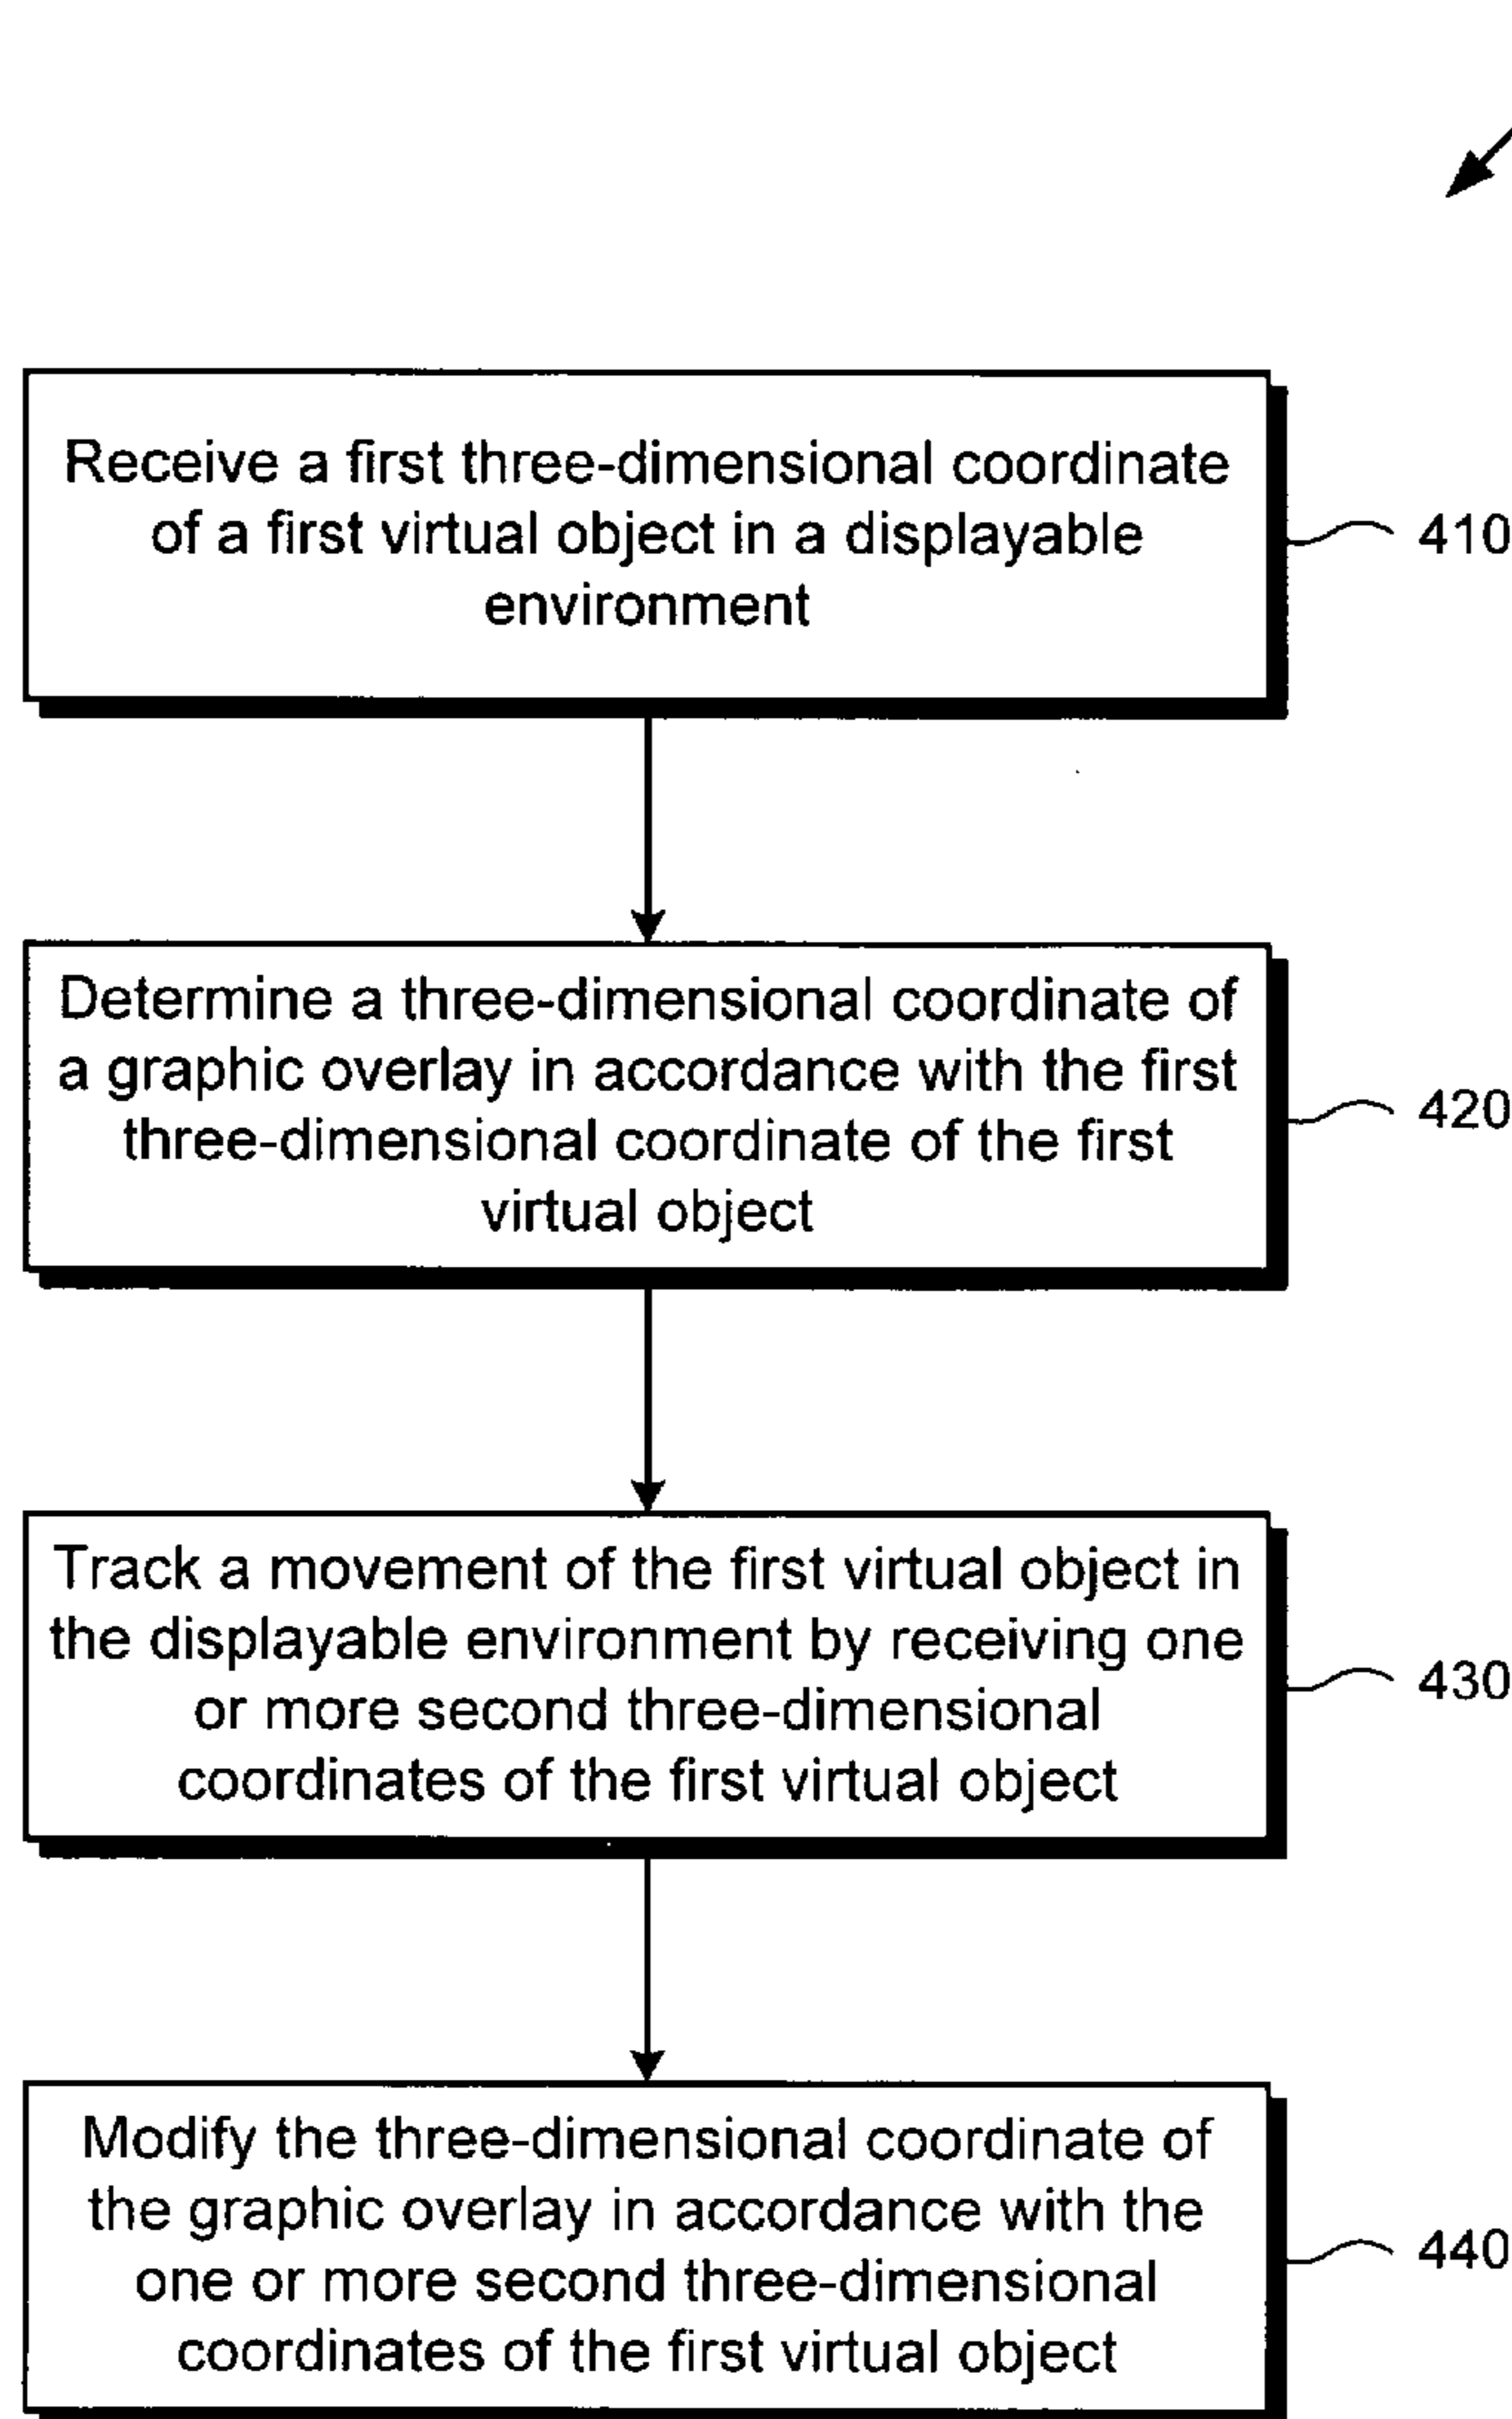 Receive a first three-dimensional coordinate
of a first virtual object in a displayable
environment
410
Determine a three-dimensional coordinate of
a graphic overlay in accordance with the first
three-dimensional coordinate of the first
virtual object
420
Track a movement of the first virtual object in
the displayable environment by receiving one
or more second three-dimensional
coordinates of the first virtual object
430
Modify the three-dimensional coordinate of
the graphic overlay in accordance with the
one or more second three-dimensional
coordinates of the first virtual object
440